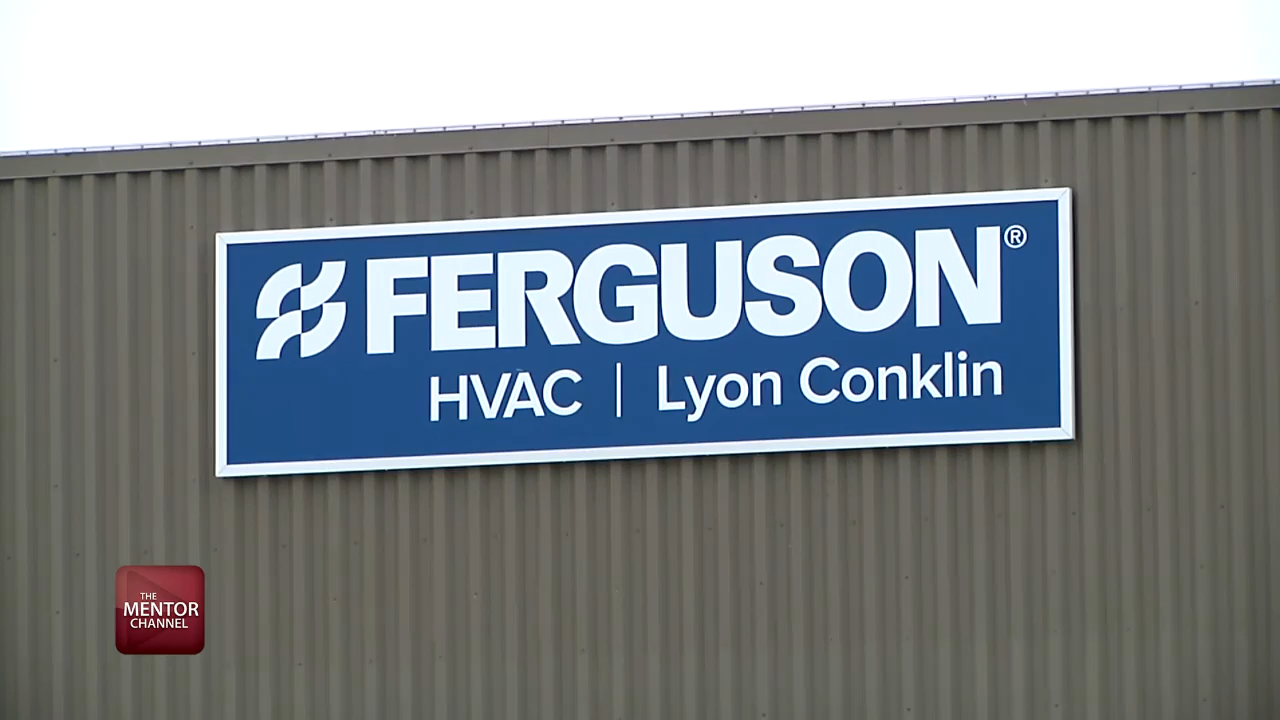 FERGUSON®
HVAC | Lyon Conklin
THE
MENTOR
CHANNEL